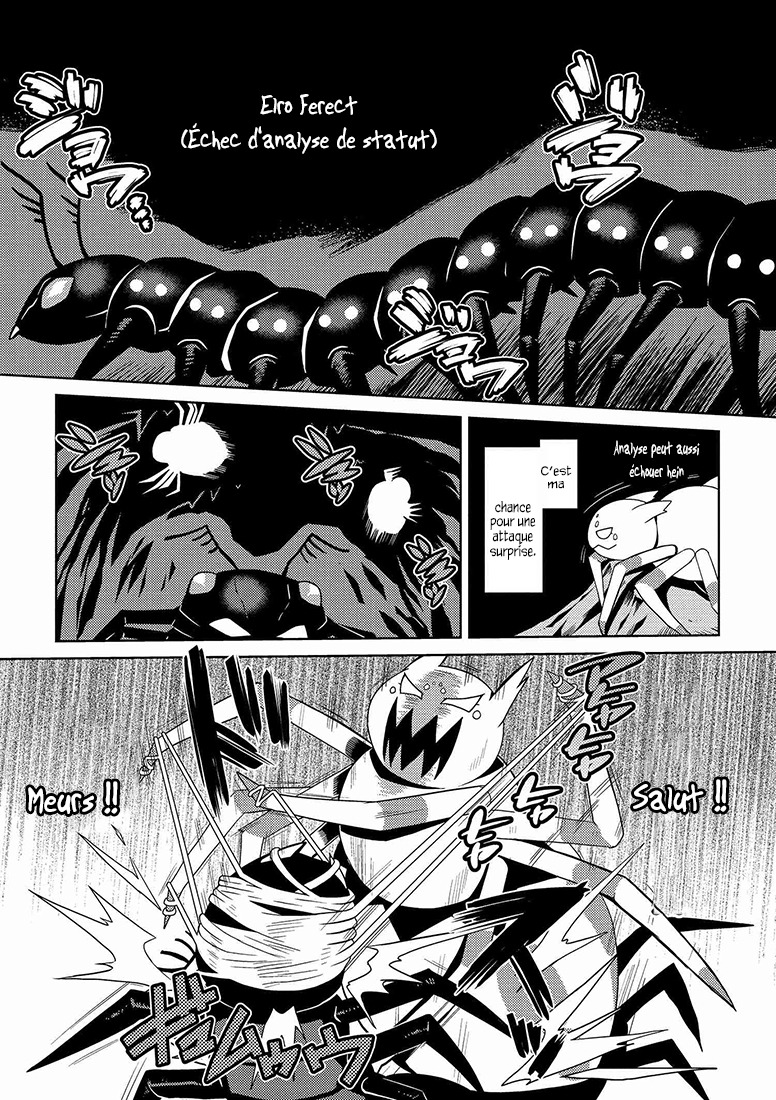 Elro Ferect
(Échec d'analyse de statut)
Analyse peut aussi
échouer hein
C'est
ma
chance
pour une
attaque
surprise.
Salut !!
Meurs !!